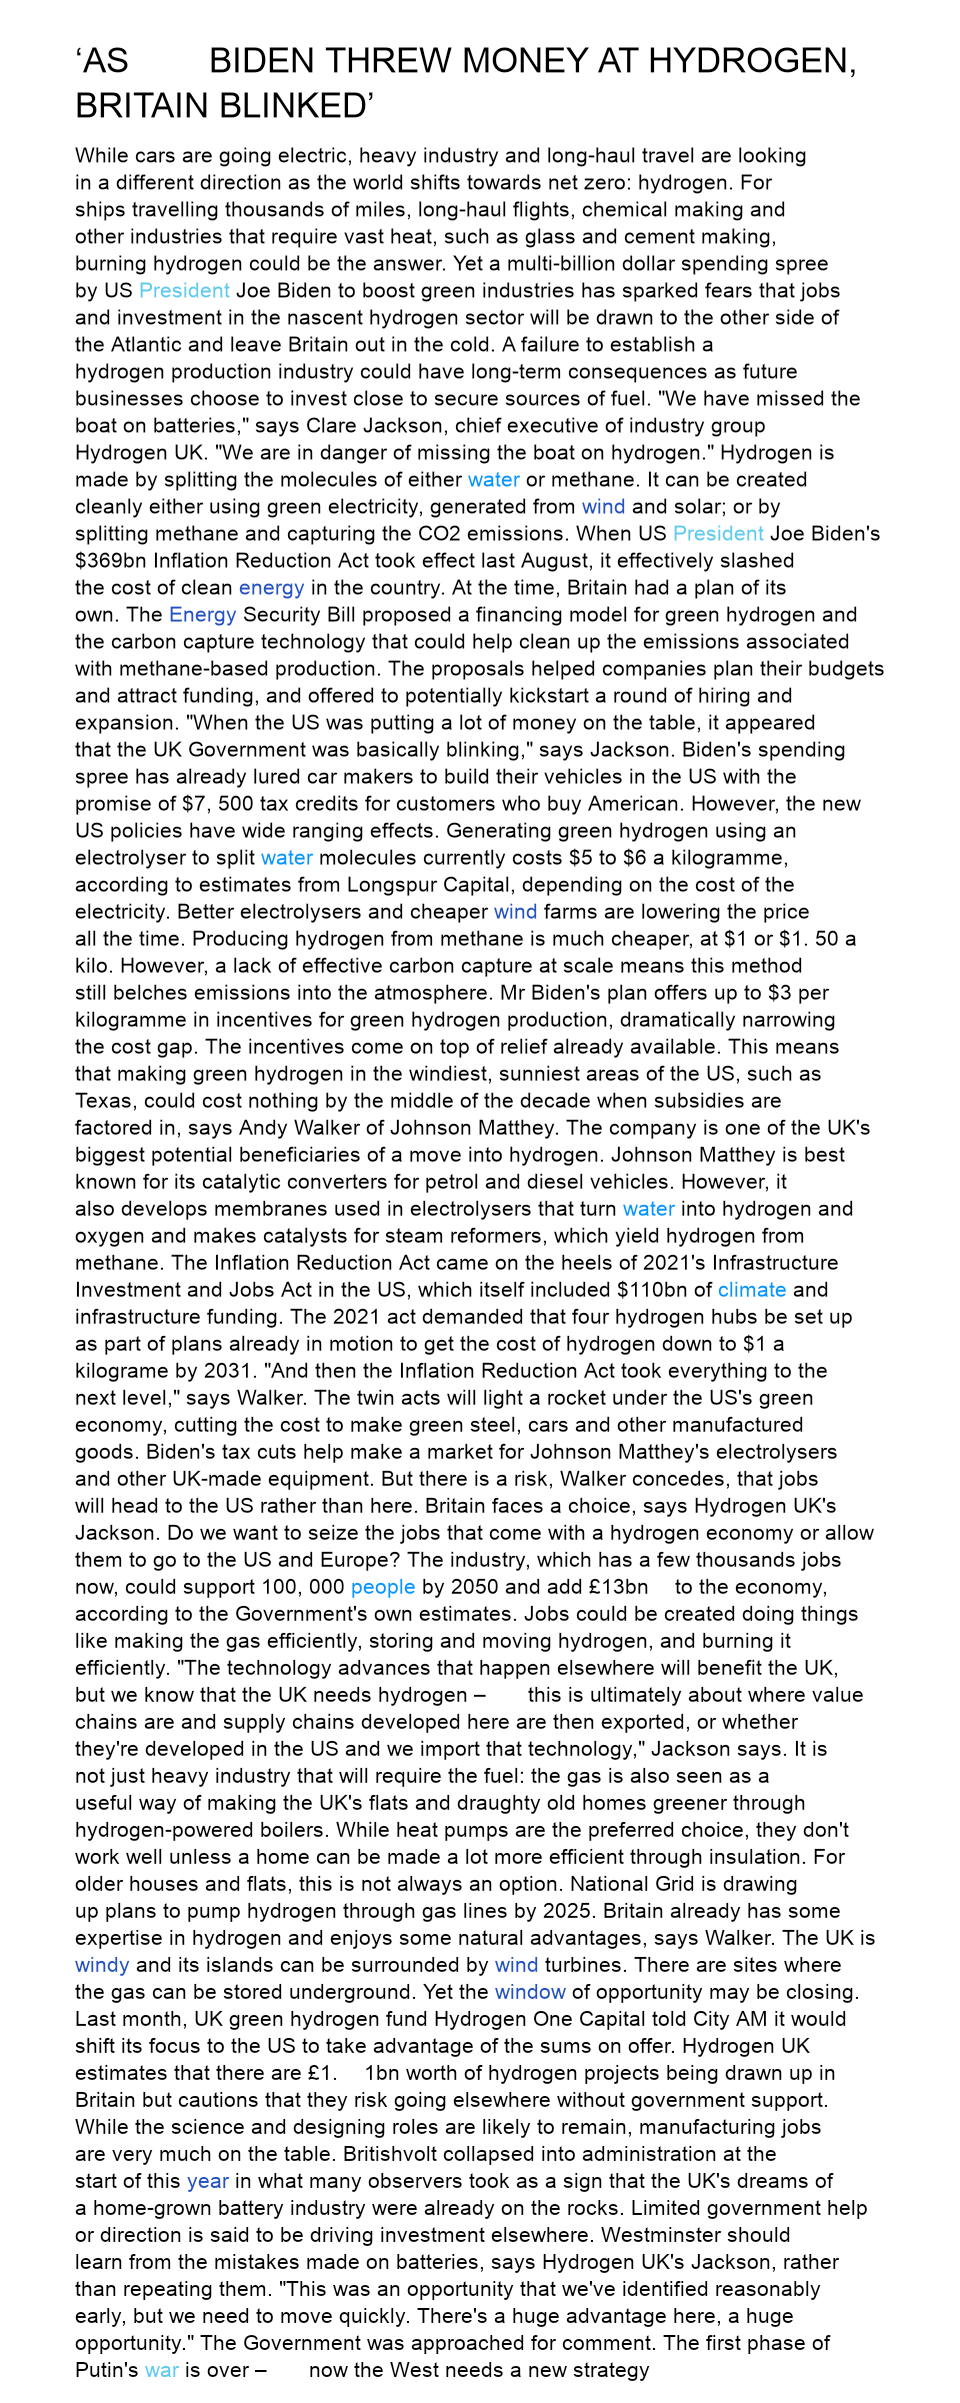 ‘AS BIDEN THREW MONEY AT HYDROGEN,
BRITAIN BLINKED’
While cars are going electric, heavy industry and long-haul travel are looking
in a different direction as the world shifts towards net zero: hydrogen. For
ships travelling thousands of miles, long-haul flights, chemical making and
other industries that require vast heat, such as glass and cement making,
burning hydrogen could be the answer. Yet a multi-billion dollar spending spree
by US President Joe Biden to boost green industries has sparked fears that jobs
and investment in the nascent hydrogen sector will be drawn to the other side of
the Atlantic and leave Britain out in the cold. A failure to establish a
hydrogen production industry could have long-term consequences as future
businesses choose to invest close to secure sources of fuel. "We have missed the
boat on batteries," says Clare Jackson, chief executive of industry group
Hydrogen UK. "We are in danger of missing the boat on hydrogen." Hydrogen is
made by splitting the molecules of either water or methane. It can be created
cleanly either using green electricity, generated from wind and solar; or by
splitting methane and capturing the CO2 emissions. When US President Joe Biden's
$369bn Inflation Reduction Act took effect last August, it effectively slashed
the cost of clean energy in the country. At the time, Britain had a plan of its
own. The Energy Security Bill proposed a financing model for green hydrogen and
the carbon capture technology that could help clean up the emissions associated
with methane-based production. The proposals helped companies plan their budgets
and attract funding, and offered to potentially kickstart a round of hiring and
expansion. "When the US was putting a lot of money on the table, it appeared
that the UK Government was basically blinking," says Jackson. Biden's spending
spree has already lured car makers to build their vehicles in the US with the
promise of $7, 500 tax credits for customers who buy American. However, the new
US policies have wide ranging effects. Generating green hydrogen using an
electrolyser to split water molecules currently costs $5 to $6 a kilogramme,
according to estimates from Longspur Capital, depending on the cost of the
electricity. Better electrolysers and cheaper wind farms are lowering the price
all the time. Producing hydrogen from methane is much cheaper, at $1 or $1. 50 a
kilo. However, a lack of effective carbon capture at scale means this method
still belches emissions into the atmosphere. Mr Biden's plan offers up to $3 per
kilogramme in incentives for green hydrogen production, dramatically narrowing
the cost gap. The incentives come on top of relief already available. This means
that making green hydrogen in the windiest, sunniest areas of the US, such as
Texas, could cost nothing by the middle of the decade when subsidies are
factored in, says Andy Walker of Johnson Matthey. The company is one of the UK's
biggest potential beneficiaries of a move into hydrogen. Johnson Matthey is best
known for its catalytic converters for petrol and diesel vehicles. However, it
also develops membranes used in electrolysers that turn water into hydrogen and
oxygen and makes catalysts for steam reformers, which yield hydrogen from
methane. The Inflation Reduction Act came on the heels of 2021's Infrastructure
Investment and Jobs Act in the US, which itself included $110bn of climate and
infrastructure funding. The 2021 act demanded that four hydrogen hubs be set up
as part of plans already in motion to get the cost of hydrogen down to $1 a
kilograme by 2031. "And then the Inflation Reduction Act took everything to the
next level," says Walker. The twin acts will light a rocket under the US's green
economy, cutting the cost to make green steel, cars and other manufactured
goods. Biden's tax cuts help make a market for Johnson Matthey's electrolysers
and other UK-made equipment. But there is a risk, Walker concedes, that jobs
will head to the US rather than here. Britain faces a choice, says Hydrogen UK's
Jackson. Do we want to seize the jobs that come with a hydrogen economy or allow
them to go to the US and Europe? The industry, which has a few thousands jobs
now, could support 100, 000 people by 2050 and add £13bn to the economy,
according to the Government's own estimates. Jobs could be created doing things
like making the gas efficiently, storing and moving hydrogen, and burning it
efficiently. "The technology advances that happen elsewhere will benefit the UK,
but we know that the UK needs hydrogen – this is ultimately about where value
chains are and supply chains developed here are then exported, or whether
they're developed in the US and we import that technology," Jackson says. It is
not just heavy industry that will require the fuel: the gas is also seen as a
useful way of making the UK's flats and draughty old homes greener through
hydrogen-powered boilers. While heat pumps are the preferred choice, they don't
work well unless a home can be made a lot more efficient through insulation. For
older houses and flats, this is not always an option. National Grid is drawing
up plans to pump hydrogen through gas lines by 2025. Britain already has some
expertise in hydrogen and enjoys some natural advantages, says Walker. The UK is
windy and its islands can be surrounded by wind turbines. There are sites where
the gas can be stored underground. Yet the window of opportunity may be closing.
Last month, UK green hydrogen fund Hydrogen One Capital told City AM it would
shift its focus to the US to take advantage of the sums on offer. Hydrogen UK
estimates that there are £1. 1bn worth of hydrogen projects being drawn up in
Britain but cautions that they risk going elsewhere without government support.
While the science and designing roles are likely to remain, manufacturing jobs
are very much on the table. Britishvolt collapsed into administration at the
start of this year in what many observers took as a sign that the UK's dreams of
a home-grown battery industry were already on the rocks. Limited government help
or direction is said to be driving investment elsewhere. Westminster should
learn from the mistakes made on batteries, says Hydrogen UK's Jackson, rather
than repeating them. "This was an opportunity that we've identified reasonably
early, but we need to move quickly. There's a huge advantage here, a huge
opportunity." The Government was approached for comment. The first phase of
Putin's war is over – now the West needs a new strategy